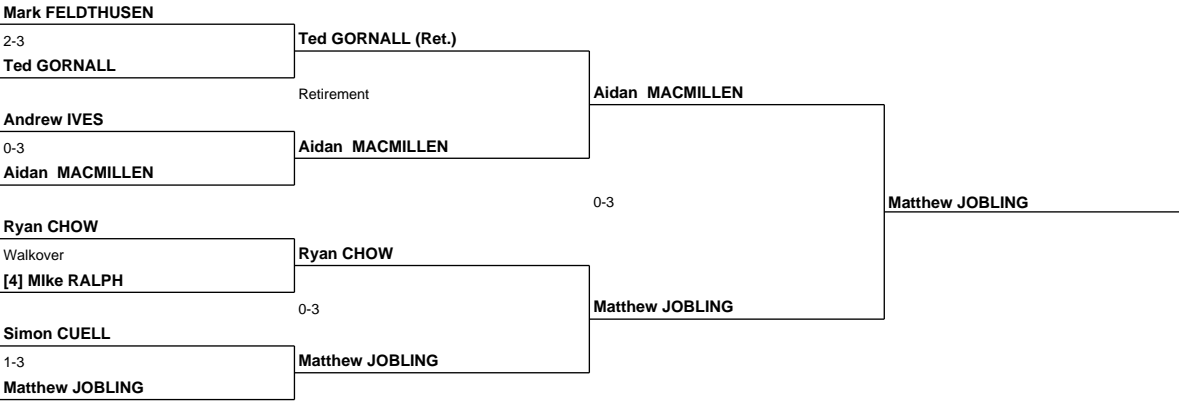 Mark FELDTHUSEN
2-3
Ted GORNALL (Ret.)
Ted GORNALL
Retirement
Aidan MACMILLEN
Andrew IVES
0-3
Aidan MACMILLEN
Aidan MACMILLEN
0-3
Matthew JOBLING
Ryan CHOW
Walkover
Ryan CHOW
[4] MIke RALPH
0-3
Matthew JOBLING
Simon CUELL
1-3
Matthew JOBLING
Matthew JOBLING